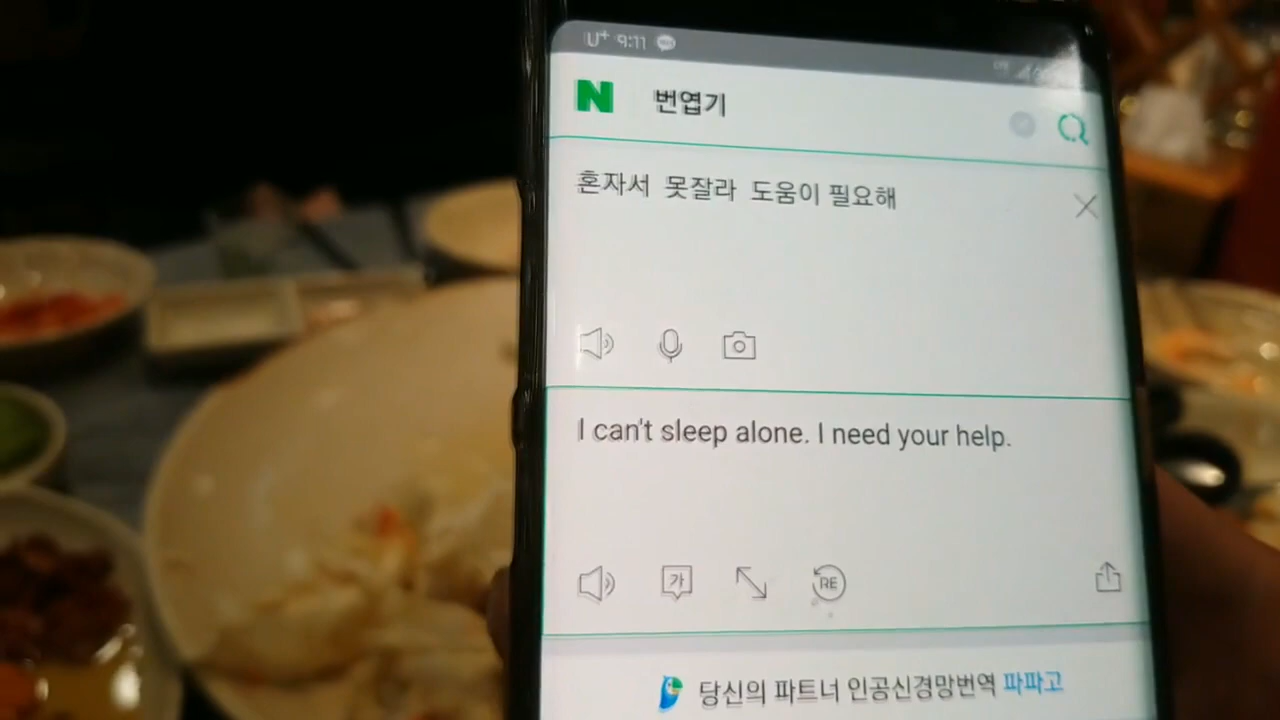 U+ 9:11
N 번엽기
혼자서 못잘라 도움이 필요해
I can't sleep alone. I need your help.
가 RE
당신의 파트너 인공신경망번역 파파고